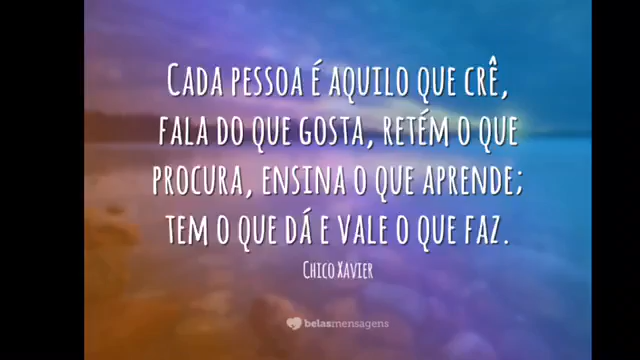 CADA PESSOA É AQUILO QUE CRÊ,
FALA DO QUE GOSTA, RETÉM O QUE
PROCURA, ENSINA O QUE APRENDE;
TEM O QUE DÁ E VALE O QUE FAZ.
CHICO XAVIER
belasmensagens